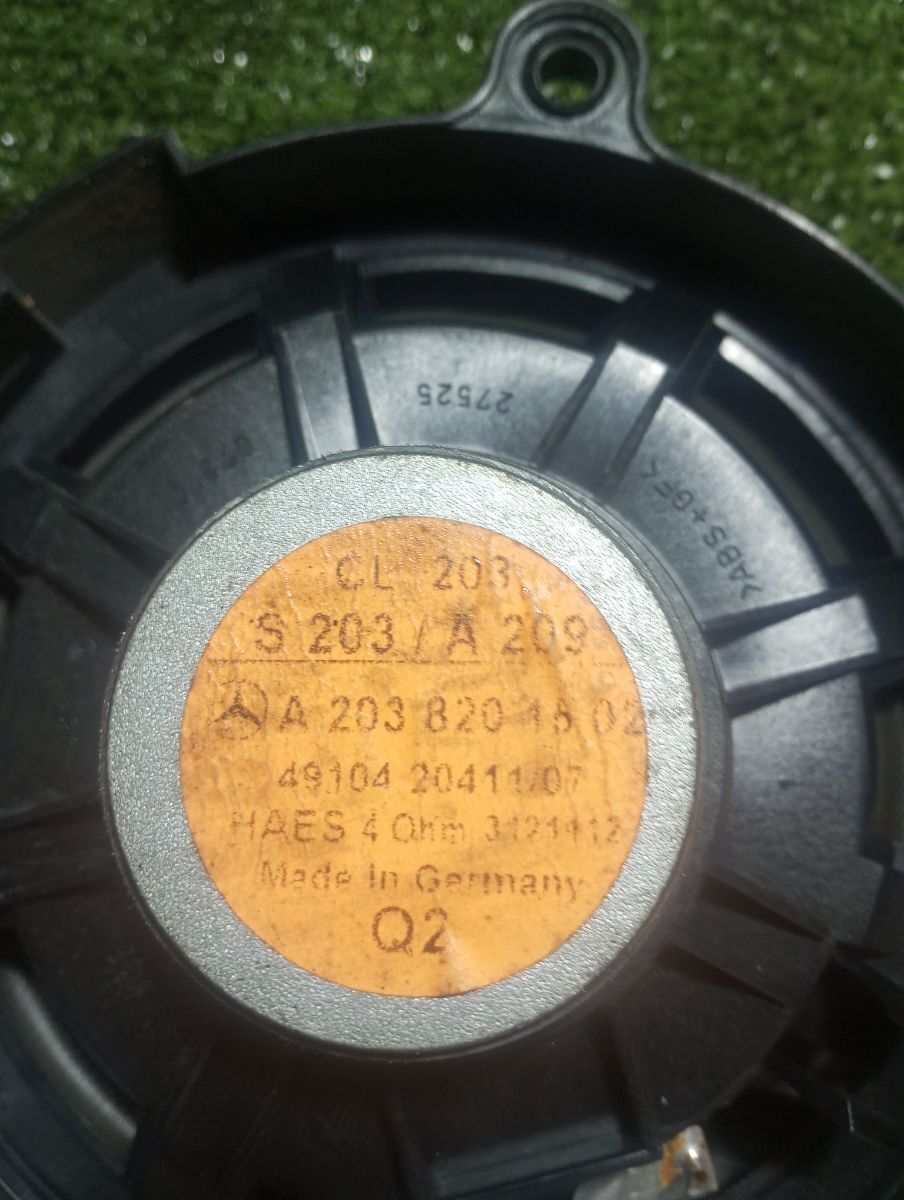 27525
>ABS+GF<
CL 203
S 203 / A 209
A 203 820 18 02
49104 20411/07
HAES 4 Ohm 3121112
Made In Germany
Q2